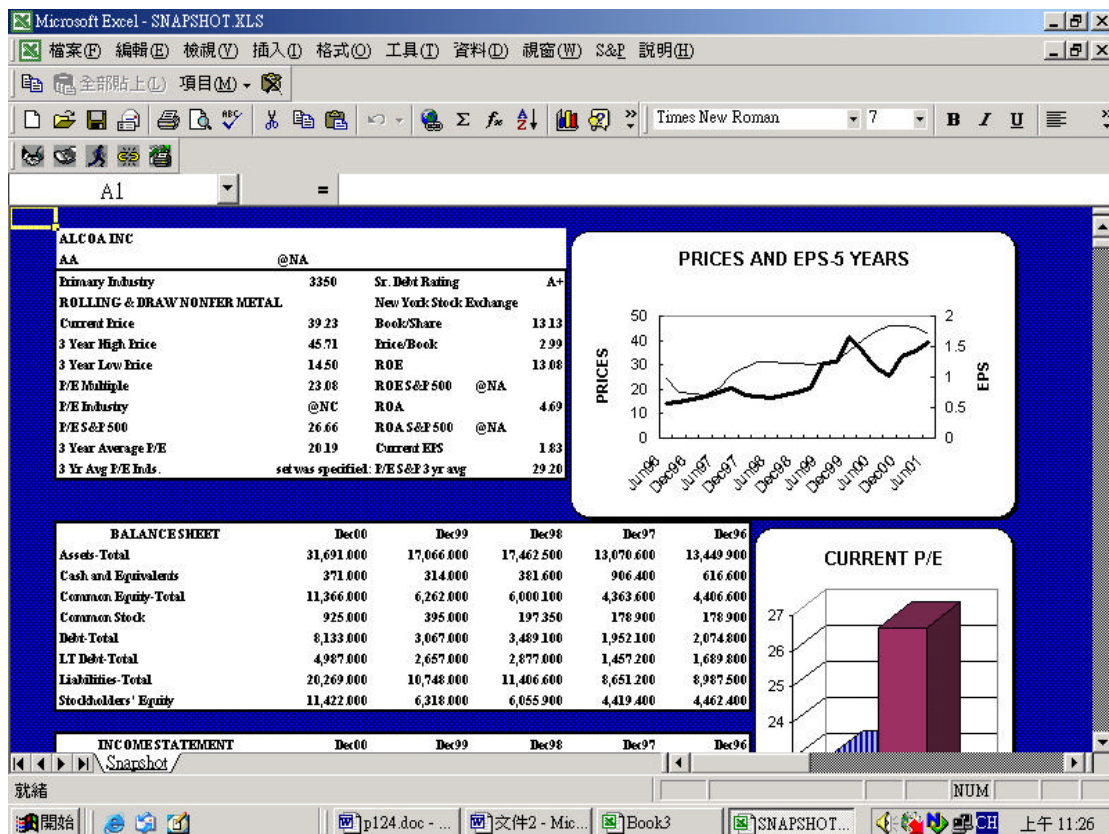 Microsoft Excel - SNAPSHOT.XLS
檔案(F) 編輯(E) 檢視(V) 插入(I) 格式(O) 工具(T) 資料(D) 視窗(W) S&P 說明(H)
全部貼上(L) 項目(M)
ABC Times New Roman 7 B I U
A1 =
ALCOA INC
AA @NA
Primary Industry 3350 Sr. Debt Rating A+
ROLLING & DRAW NONFER METAL New York Stock Exchange
Current Price 39.23 Book/Share 13.13
3 Year High Price 45.71 Price/Book 2.99
3 Year Low Price 14.50 ROE 13.08
P/E Multiple 23.08 ROE S&P 500 @NA
P/E Industry @NC ROA 4.69
P/E S&P 500 26.66 ROA S&P 500 @NA
3 Year Average P/E 20.19 Current EPS 1.83
3 Yr Avg P/E Inds. set was specified: P/E S&P 3 yr avg 29.20
PRICES AND EPS-5 YEARS
50 40 30 20 10 0
PRICES
2 1.5 1 0.5 0
EPS
Jun96 Dec96 Jun97 Dec97 Jun98 Dec98 Jun99 Dec99 Jun00 Dec00 Jun01
BALANCE SHEET Dec00 Dec99 Dec98 Dec97 Dec96
Assets-Total 31,691.000 17,066.000 17,462.500 13,070.600 13,449.900
Cash and Equivalents 371.000 314.000 381.600 906.400 616.600
Common Equity-Total 11,366.000 6,262.000 6,000.100 4,363.600 4,406.600
Common Stock 925.000 395.000 197.350 178.900 178.900
Debt-Total 8,133.000 3,067.000 3,489.100 1,952.100 2,074.800
LT Debt-Total 4,987.000 2,657.000 2,877.000 1,457.200 1,689.800
Liabilities-Total 20,269.000 10,748.000 11,406.600 8,651.200 8,987.500
Stockholders' Equity 11,422.000 6,318.000 6,055.900 4,419.400 4,462.400
CURRENT P/E
27
26
25
24
INCOME STATEMENT Dec00 Dec99 Dec98 Dec97 Dec96
Snapshot
就緒 NUM
開始 p124.doc - ... 文件2 - Mic... Book3 SNAPSHOT... CH 上午 11:26